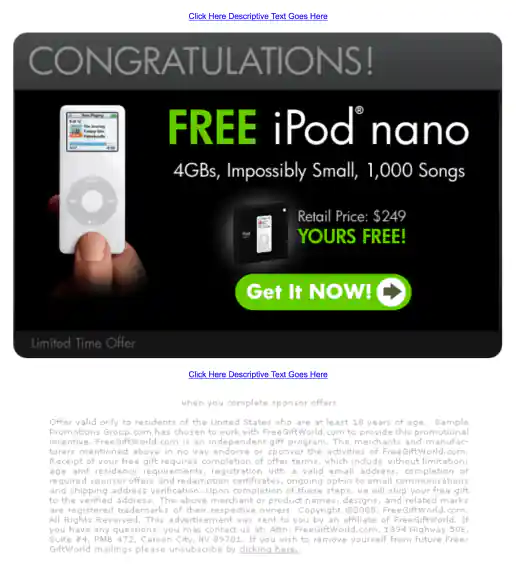 Click Here Descriptive Text Goes Here
CONGRATULATIONS!
FREE iPod® nano
4GBs, Impossibly Small, 1,000 Songs
Retail Price: $249
YOURS FREE!
Get It NOW!
Limited Time Offer
Click Here Descriptive Text Goes Here
when you complete sponsor offers
Offer valid only to residents of the United States who are at least 18 years of age. Sample
Promotions Group.com has chosen to work with FreeGiftWorld.com to provide this promotional
incentive. FreeGiftWorld.com is an independent gift program. The merchants and manufac-
turers mentioned above in no way endorse or sponsor the activities of FreeGiftWorld.com.
Receipt of your free gift requires completion of offer terms, which include without limitation:
age and residency requirements, registration with a valid email address, completion of
required sponsor offers and redemption certificates, ongoing optin to email communications
and shipping address verification. Upon completion of these steps, we will ship your free gift
to the verified address. The above merchant or product names, designs, and related marks
are registered trademarks of their respective owners. Copyright FreeGiftWorld.com.
All Rights Reserved. This advertisement was sent to you by an affiliate of FreeGiftWorld. If
you have any questions, you may contact us at: Attn: FreeGiftWorld.com, 1894 Highway 50E,
Suite #4, PMB 472, Carson City, NV 89701. If you wish to remove yourself from future Free-
GiftWorld mailings please unsubscribe by clicking here.